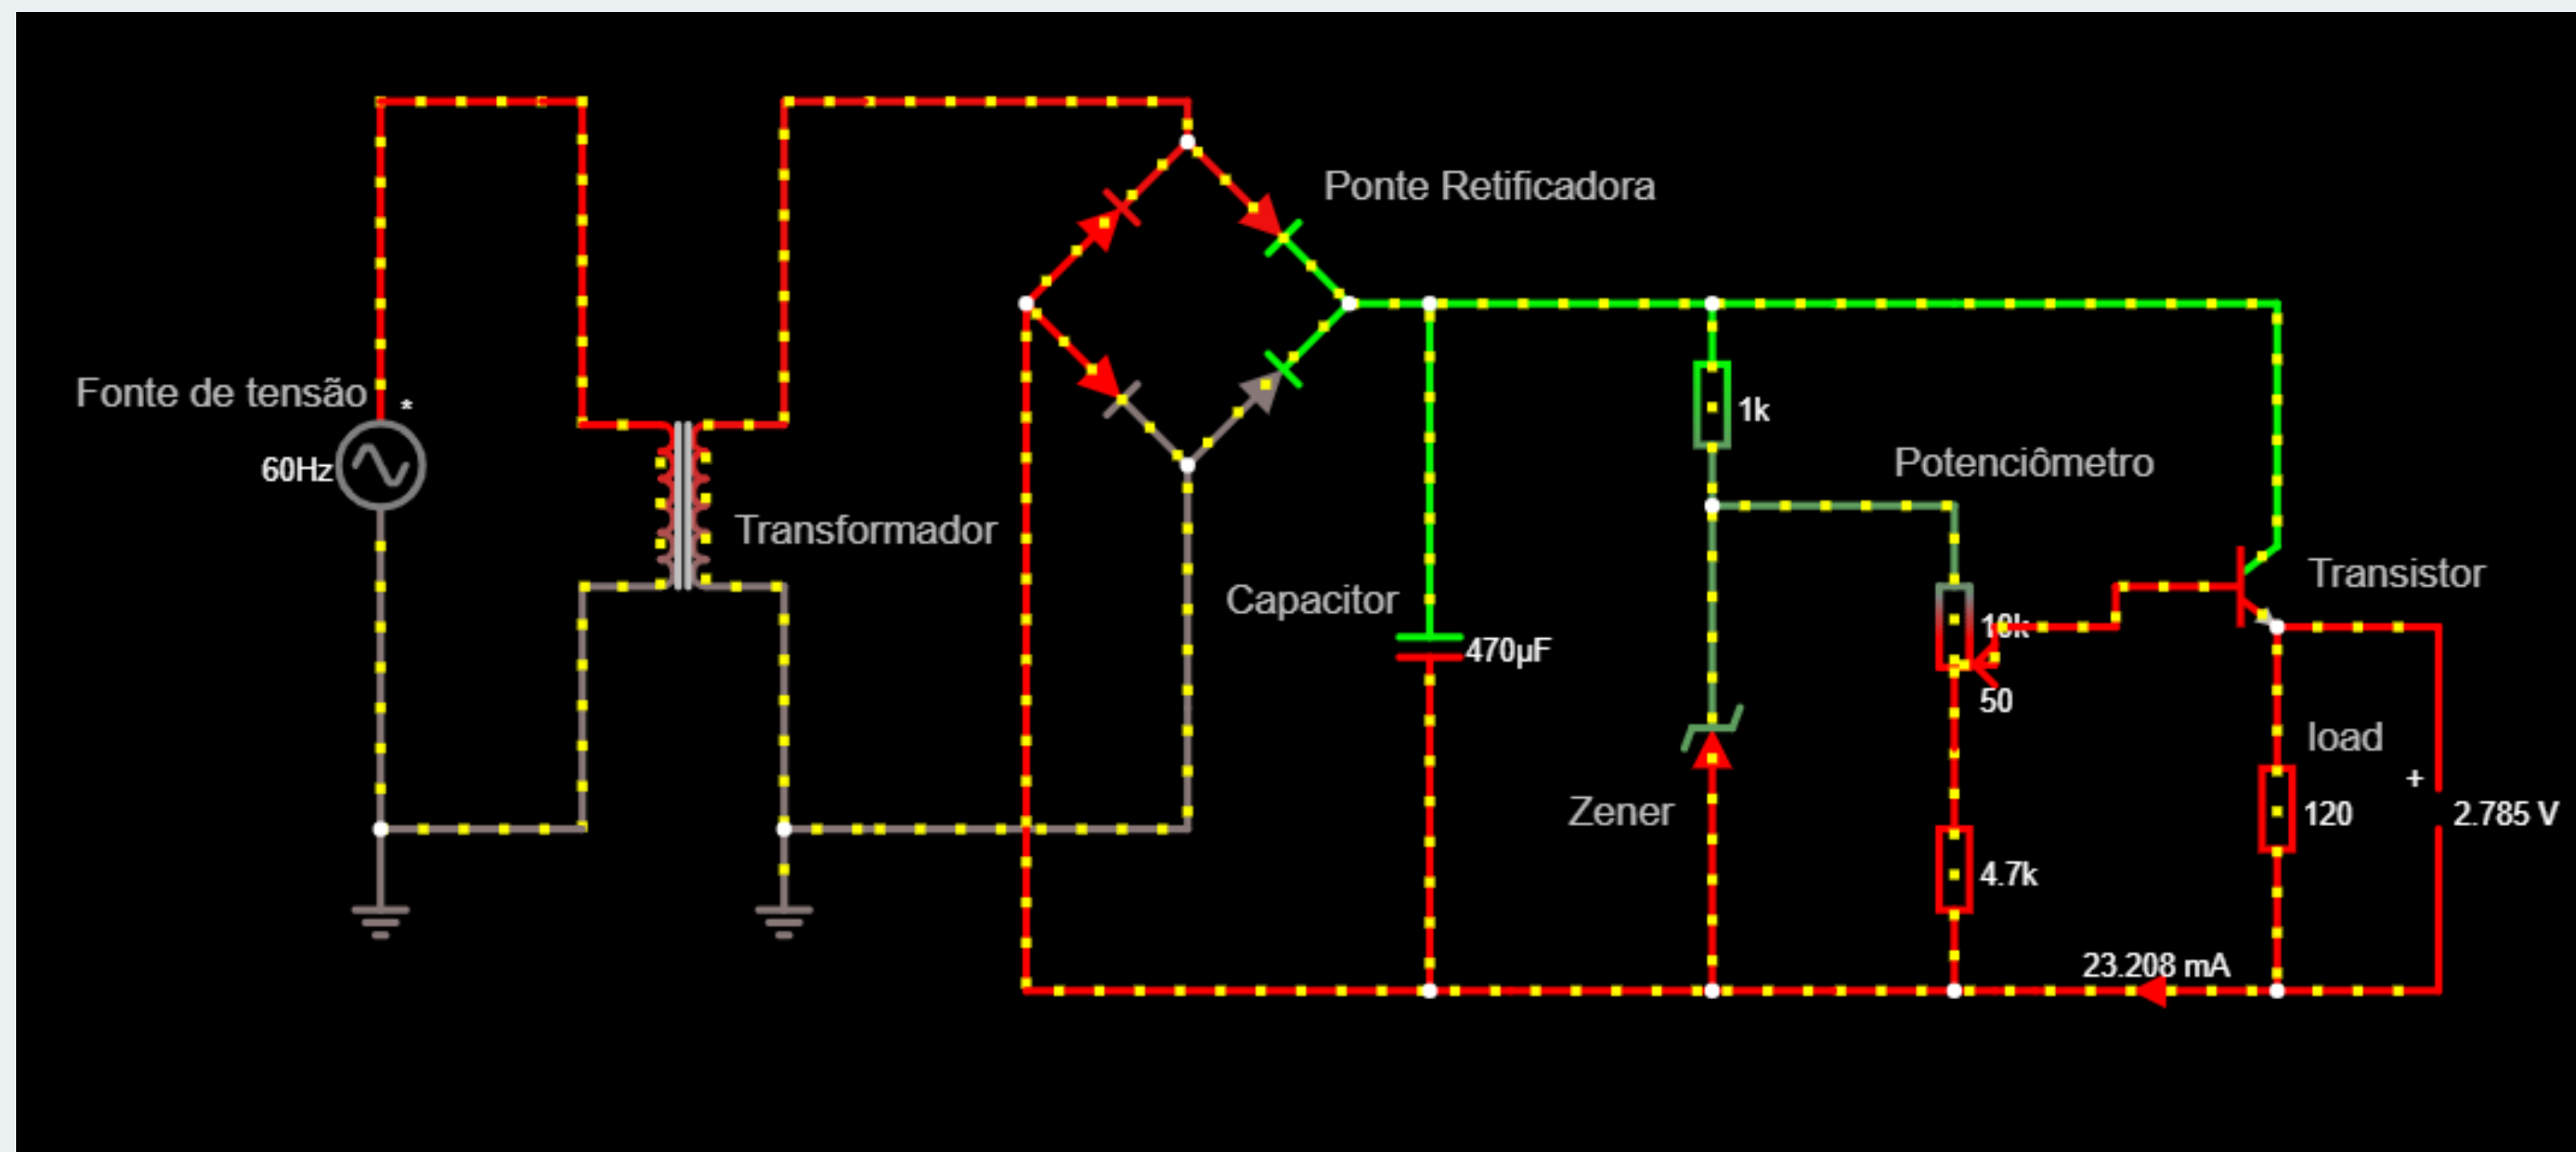 Ponte Retificadora
Fonte de tensão
*
60Hz
1k
Potenciômetro
Transformador
Transistor
Capacitor
10k
470µF
50
load
Zener
+
120
2.785 V
4.7k
23.208 mA